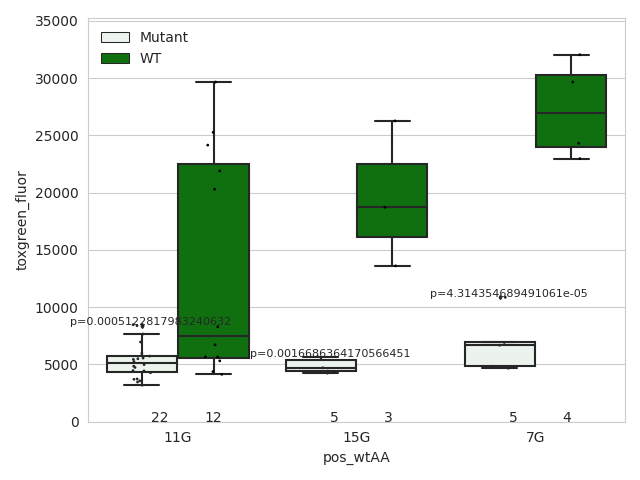 35000
30000
25000
20000
15000
10000
5000
0
toxgreen_fluor
Mutant
WT
p=0.0005122817983240632
p=0.0016686364170566451
p=4.314354689491061e-05
22 12 5 3 5 4
11G 15G 7G
pos_wtAA